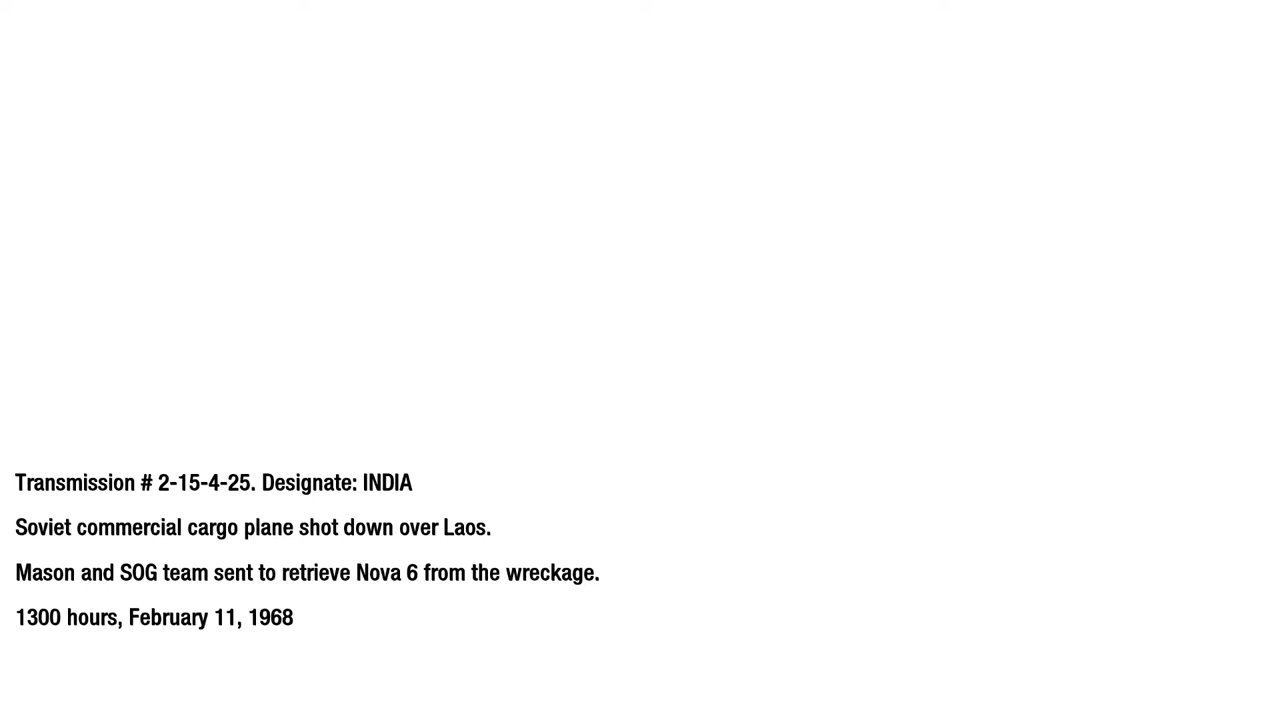 Transmission # 2-15-4-25. Designate: INDIA
Soviet commercial cargo plane shot down over Laos.
Mason and SOG team sent to retrieve Nova 6 from the wreckage.
1300 hours, February 11, 1968